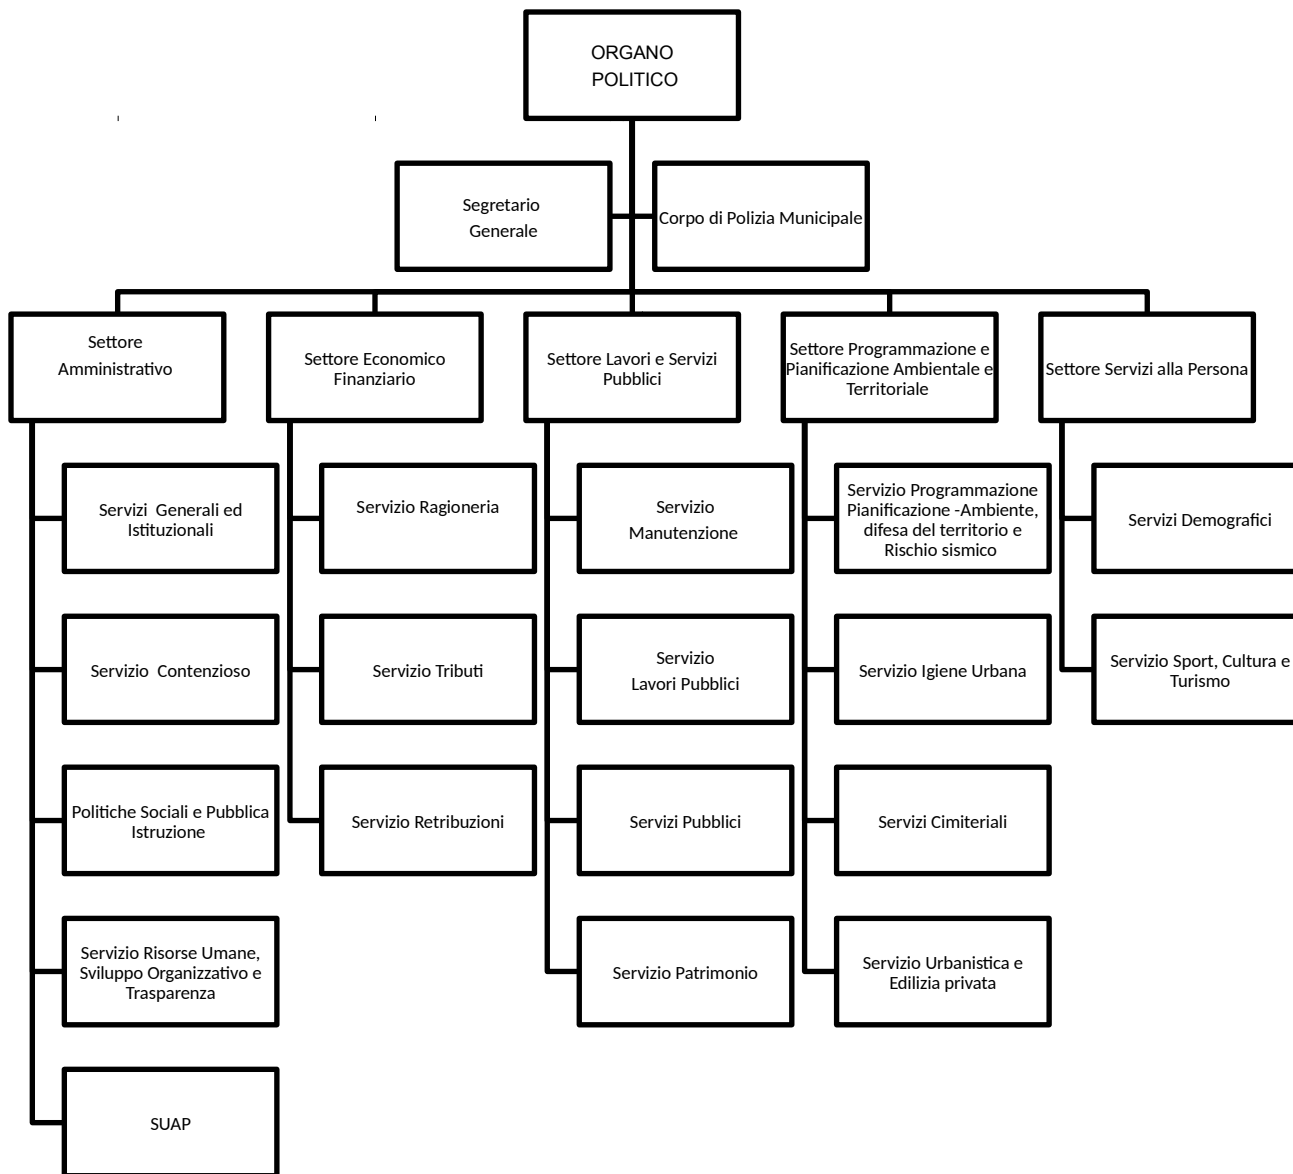 ORGANO
POLITICO
Segretario
Generale
Corpo di Polizia Municipale
Settore
Amministrativo
Settore Economico
Finanziario
Settore Lavori e Servizi
Pubblici
Settore Programmazione e
Pianificazione Ambientale e
Territoriale
Settore Servizi alla Persona
Servizi  Generali ed
Istituzionali
Servizio Ragioneria
Servizio
Manutenzione
Servizio Programmazione
Pianificazione -Ambiente,
difesa del territorio e
Rischio sismico
Servizi Demografici
Servizio  Contenzioso
Servizio Tributi
Servizio
Lavori Pubblici
Servizio Igiene Urbana
Servizio Sport, Cultura e
Turismo
Politiche Sociali e Pubblica
Istruzione
Servizio Retribuzioni
Servizi Pubblici
Servizi Cimiteriali
Servizio Risorse Umane,
Sviluppo Organizzativo e
Trasparenza
Servizio Patrimonio
Servizio Urbanistica e
Edilizia privata
SUAP